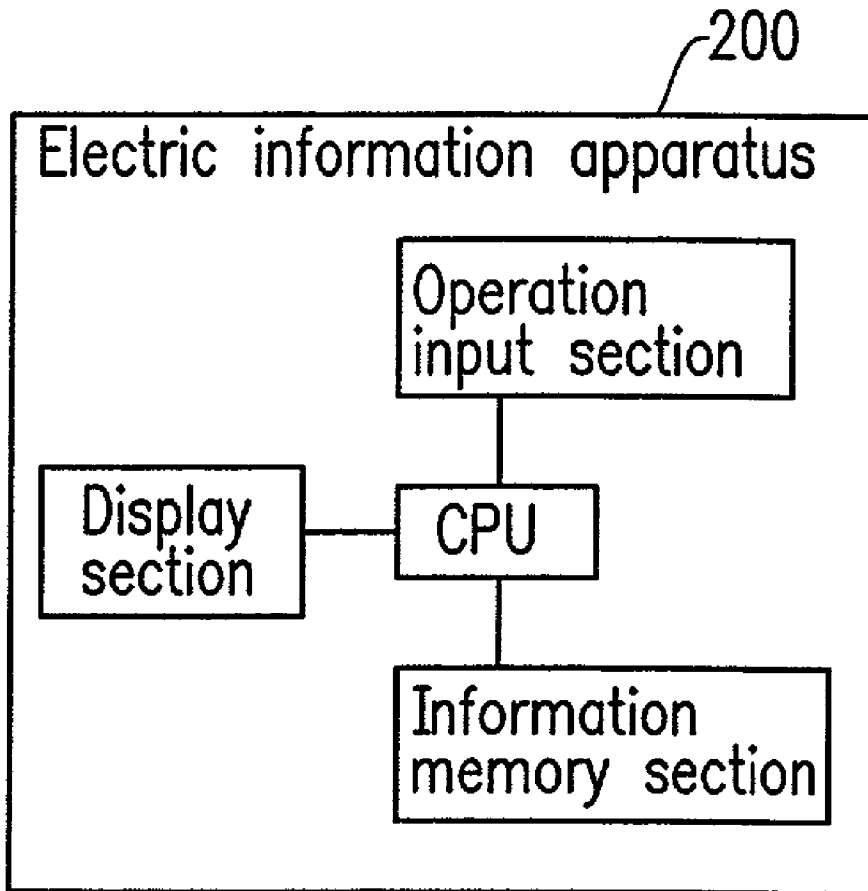 200
Electric information apparatus
Operation
input section
Display
section
CPU
Information
memory section